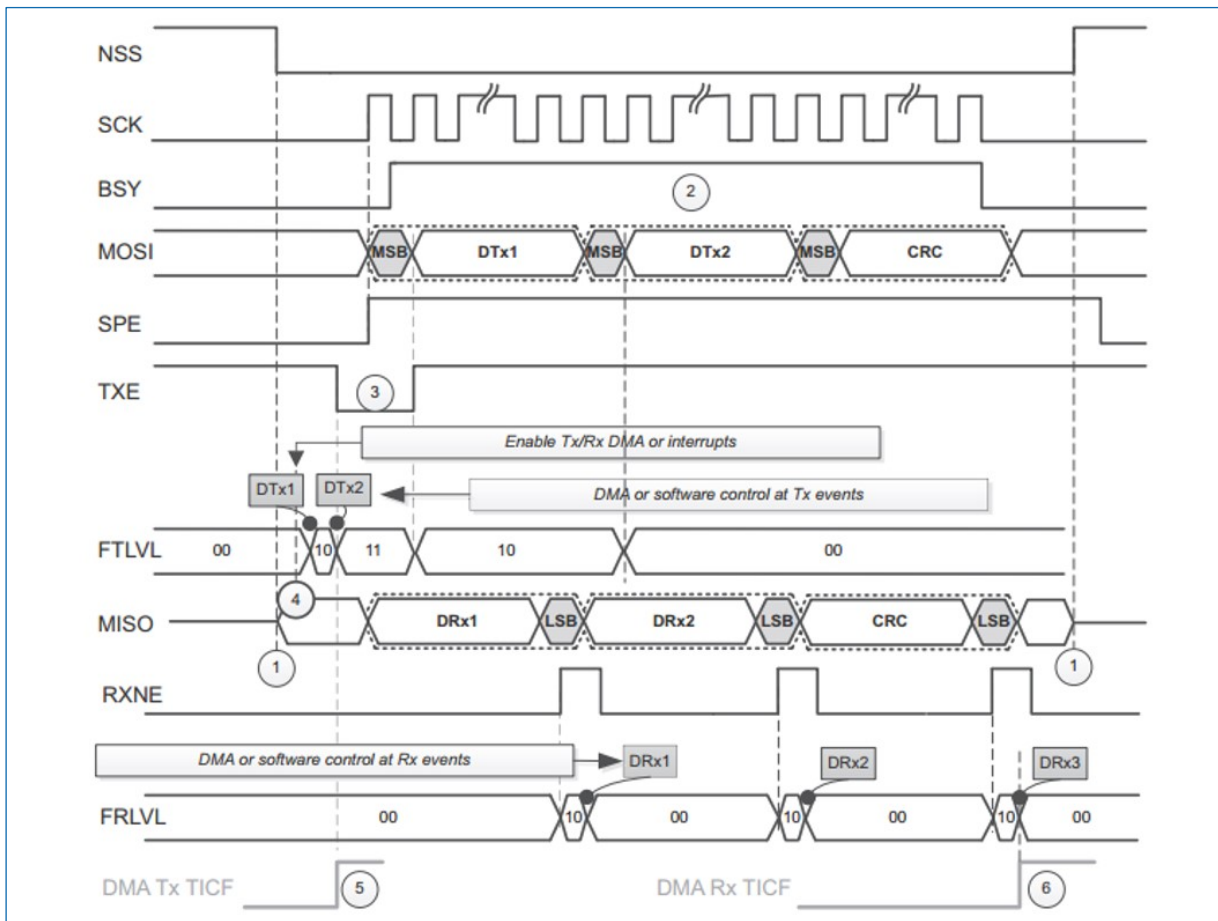 NSS
SCK
BSY
2
MOSI
MSB DTx1 MSB DTx2 MSB CRC
SPE
TXE
3
Enable Tx/Rx DMA or interrupts
DTx1 DTx2
DMA or software control at Tx events
FTLVL
00 10 11 10 00
4
MISO
DRx1 LSB DRx2 LSB CRC LSB
1 1
RXNE
DMA or software control at Rx events
DRx1 DRx2 DRx3
FRLVL
00 10 00 10 00 10 00
DMA Tx TICF 5 DMA Rx TICF 6